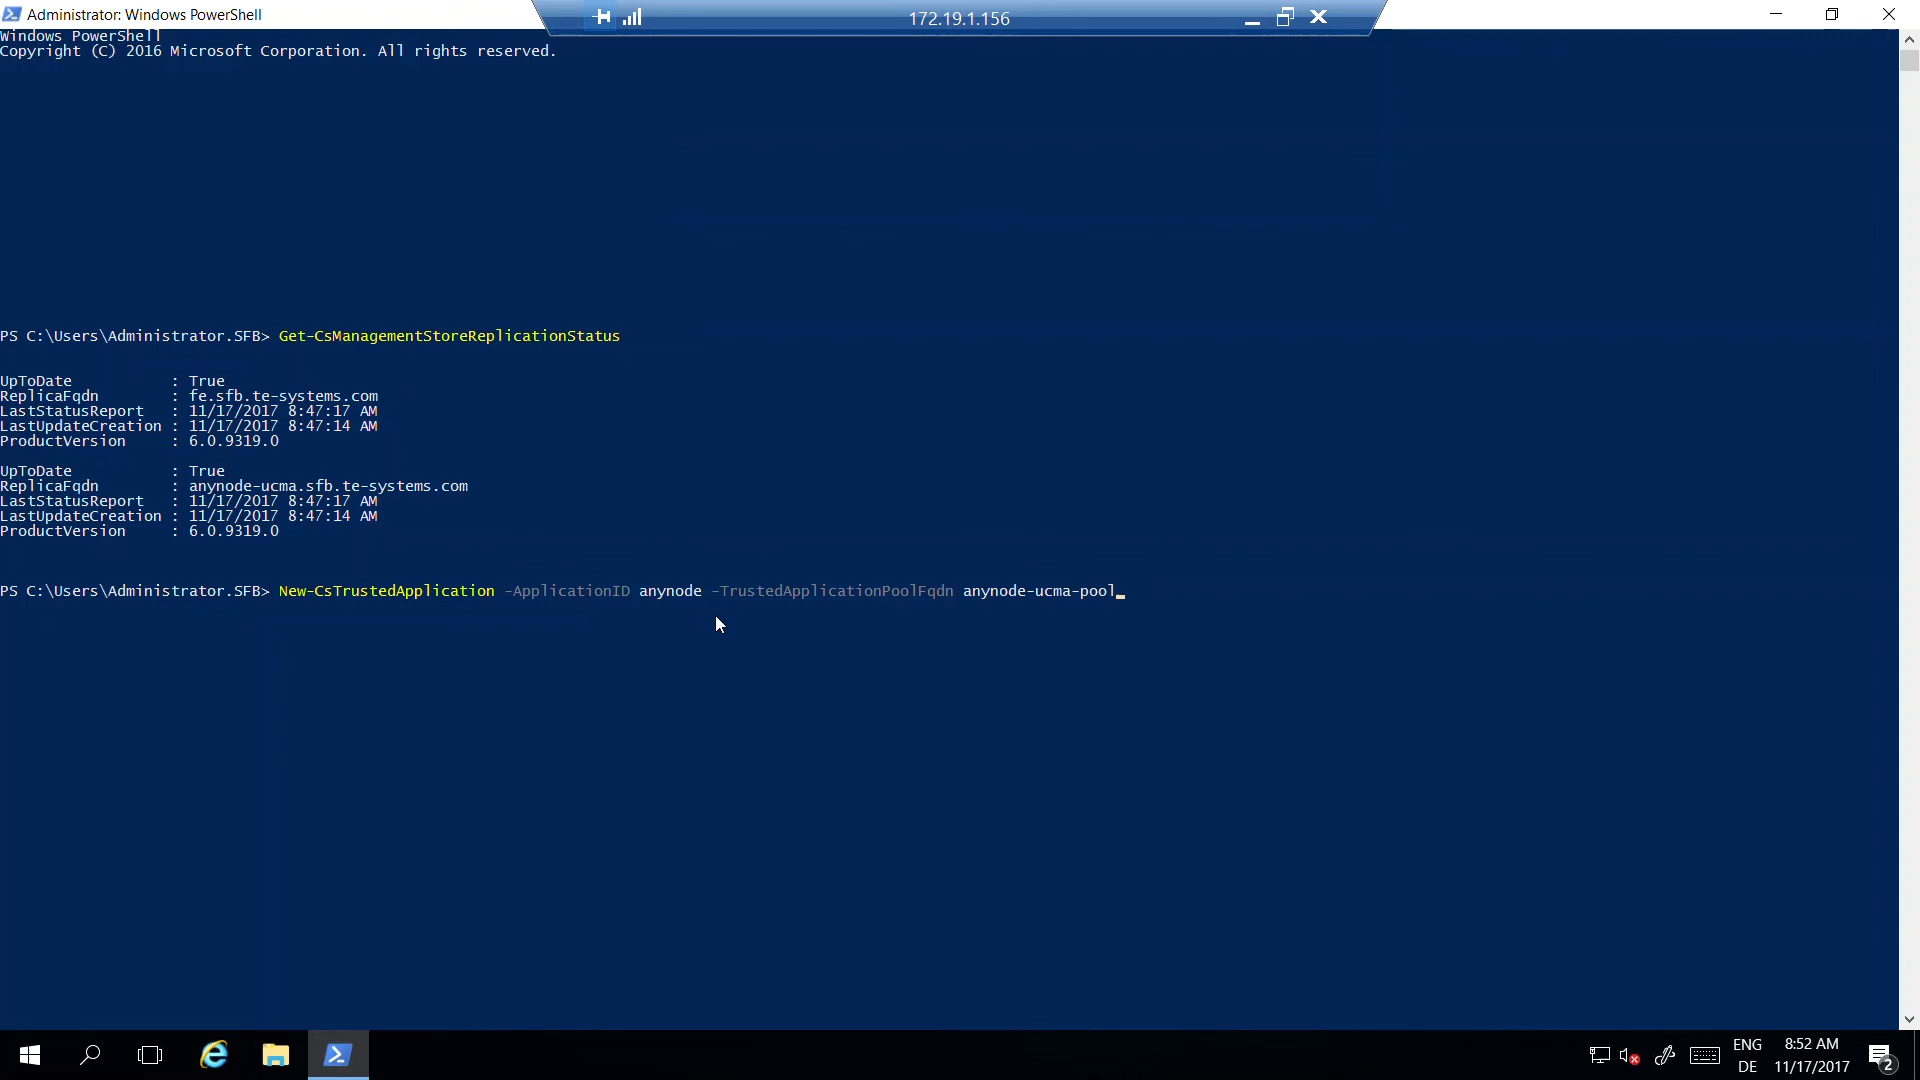 Administrator: Windows PowerShell
172.19.1.156
Windows PowerShell
Copyright (C) 2016 Microsoft Corporation. All rights reserved.
PS C:\Users\Administrator.SFB> Get-CsManagementStoreReplicationStatus
UpToDate : True
ReplicaFqdn : fe.sfb.te-systems.com
LastStatusReport : 11/17/2017 8:47:17 AM
LastUpdateCreation : 11/17/2017 8:47:14 AM
ProductVersion : 6.0.9319.0
UpToDate : True
ReplicaFqdn : anynode-ucma.sfb.te-systems.com
LastStatusReport : 11/17/2017 8:47:17 AM
LastUpdateCreation : 11/17/2017 8:47:14 AM
ProductVersion : 6.0.9319.0
PS C:\Users\Administrator.SFB> New-CsTrustedApplication -ApplicationID anynode -TrustedApplicationPoolFqdn anynode-ucma-pool_
ENG 8:52 AM
DE 11/17/2017 2